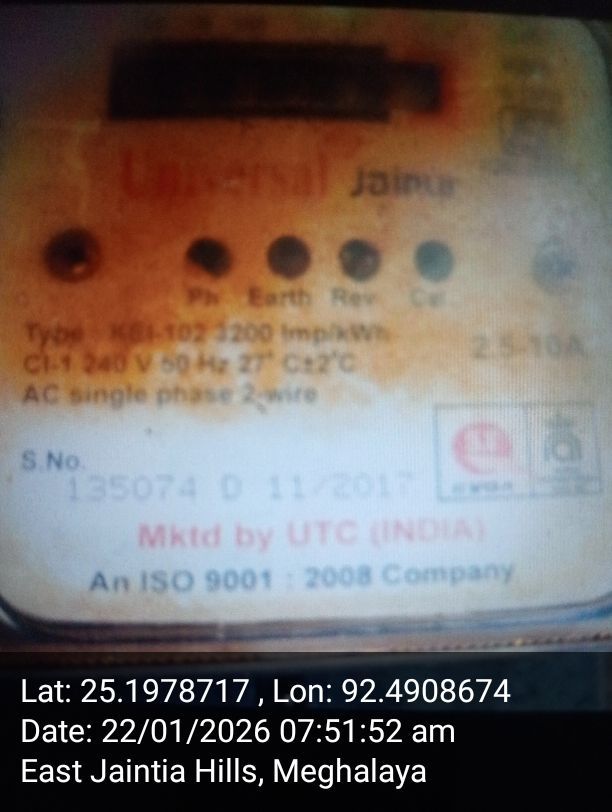 Universal Jaintia
Ph Earth Rev Cal
Type KEI-102 3200 Imp/kWh
2.5-10A
Cl-1 240 V 50 Hz 27° C±2°C
AC single phase 2-wire
S.No.
135074 D 11/2017
Mktd by UTC (INDIA)
An ISO 9001 : 2008 Company
Lat: 25.1978717 , Lon: 92.4908674
Date: 22/01/2026 07:51:52 am
East Jaintia Hills, Meghalaya